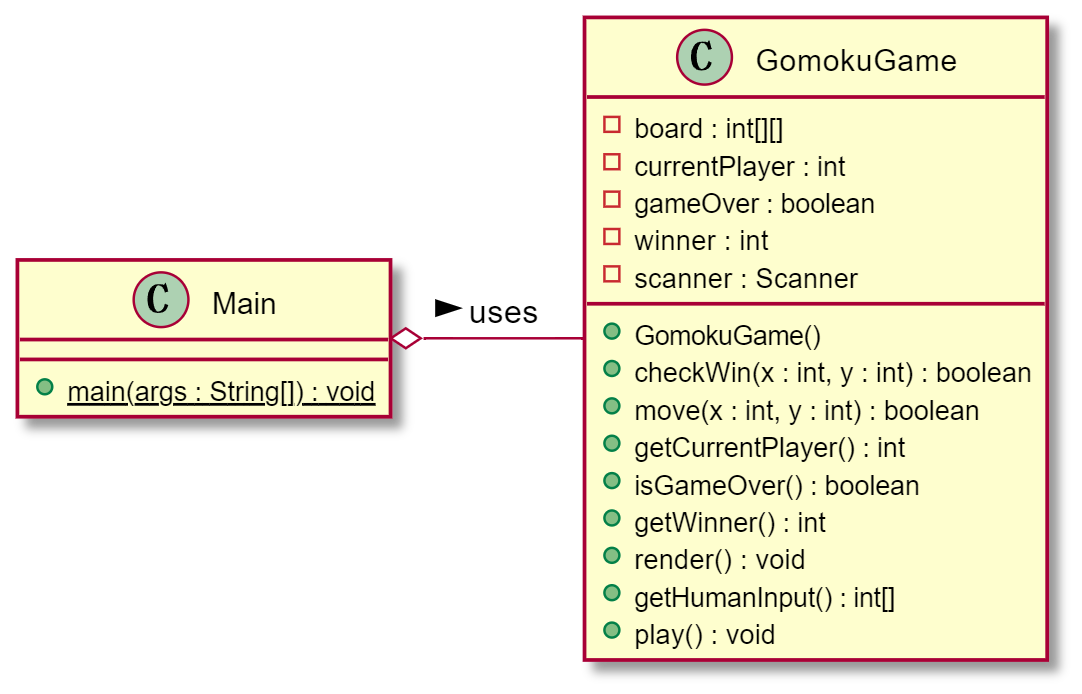 C Main
main(args : String[]) : void
uses
C GomokuGame
board : int[][]
currentPlayer : int
gameOver : boolean
winner : int
scanner : Scanner
GomokuGame()
checkWin(x : int, y : int) : boolean
move(x : int, y : int) : boolean
getCurrentPlayer() : int
isGameOver() : boolean
getWinner() : int
render() : void
getHumanInput() : int[]
play() : void